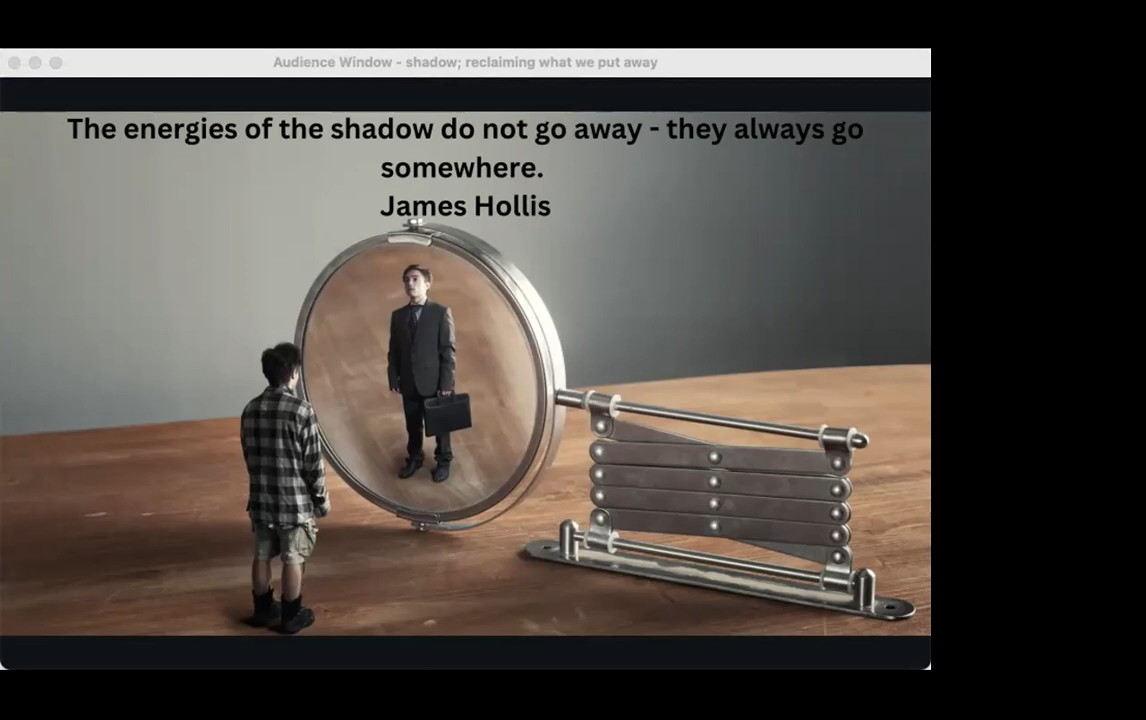 Audience Window - shadow; reclaiming what we put away
The energies of the shadow do not go away - they always go
somewhere.
James Hollis